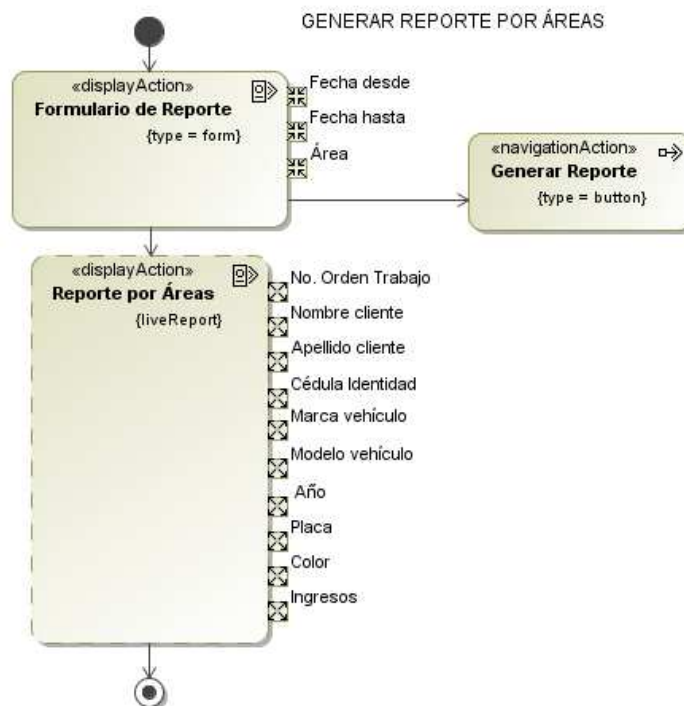 GENERAR REPORTE POR ÁREAS
«displayAction»
Formulario de Reporte
{type = form}
Fecha desde
Fecha hasta
Área
«navigationAction»
Generar Reporte
{type = button}
«displayAction»
Reporte por Áreas
{liveReport}
No. Orden Trabajo
Nombre cliente
Apellido cliente
Cédula Identidad
Marca vehículo
Modelo vehículo
Año
Placa
Color
Ingresos